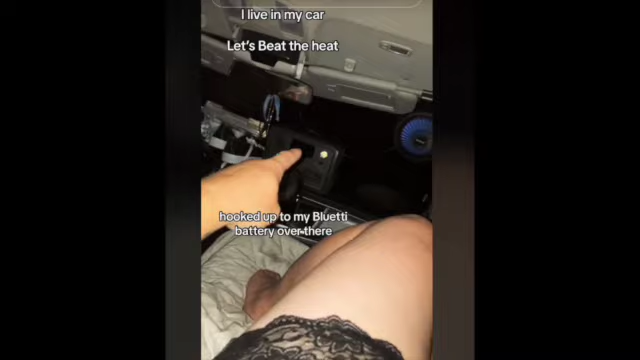 I live in my car
Let's Beat the heat
hooked up to my Bluetti
battery over there